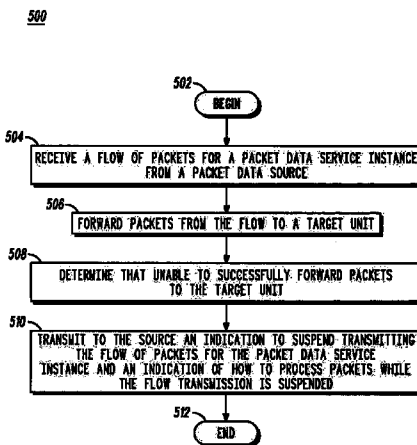 500
502
BEGIN
504
RECEIVE A FLOW OF PACKETS FOR A PACKET DATA SERVICE INSTANCE
FROM A PACKET DATA SOURCE
506
FORWARD PACKETS FROM THE FLOW TO A TARGET UNIT
508
DETERMINE THAT UNABLE TO SUCCESSFULLY FORWARD PACKETS
TO THE TARGET UNIT
510
TRANSMIT TO THE SOURCE AN INDICATION TO SUSPEND TRANSMITTING
THE FLOW OF PACKETS FOR THE PACKET DATA SERVICE
INSTANCE AND AN INDICATION OF HOW TO PROCESS PACKETS WHILE
THE FLOW TRANSMISSION IS SUSPENDED
512
END